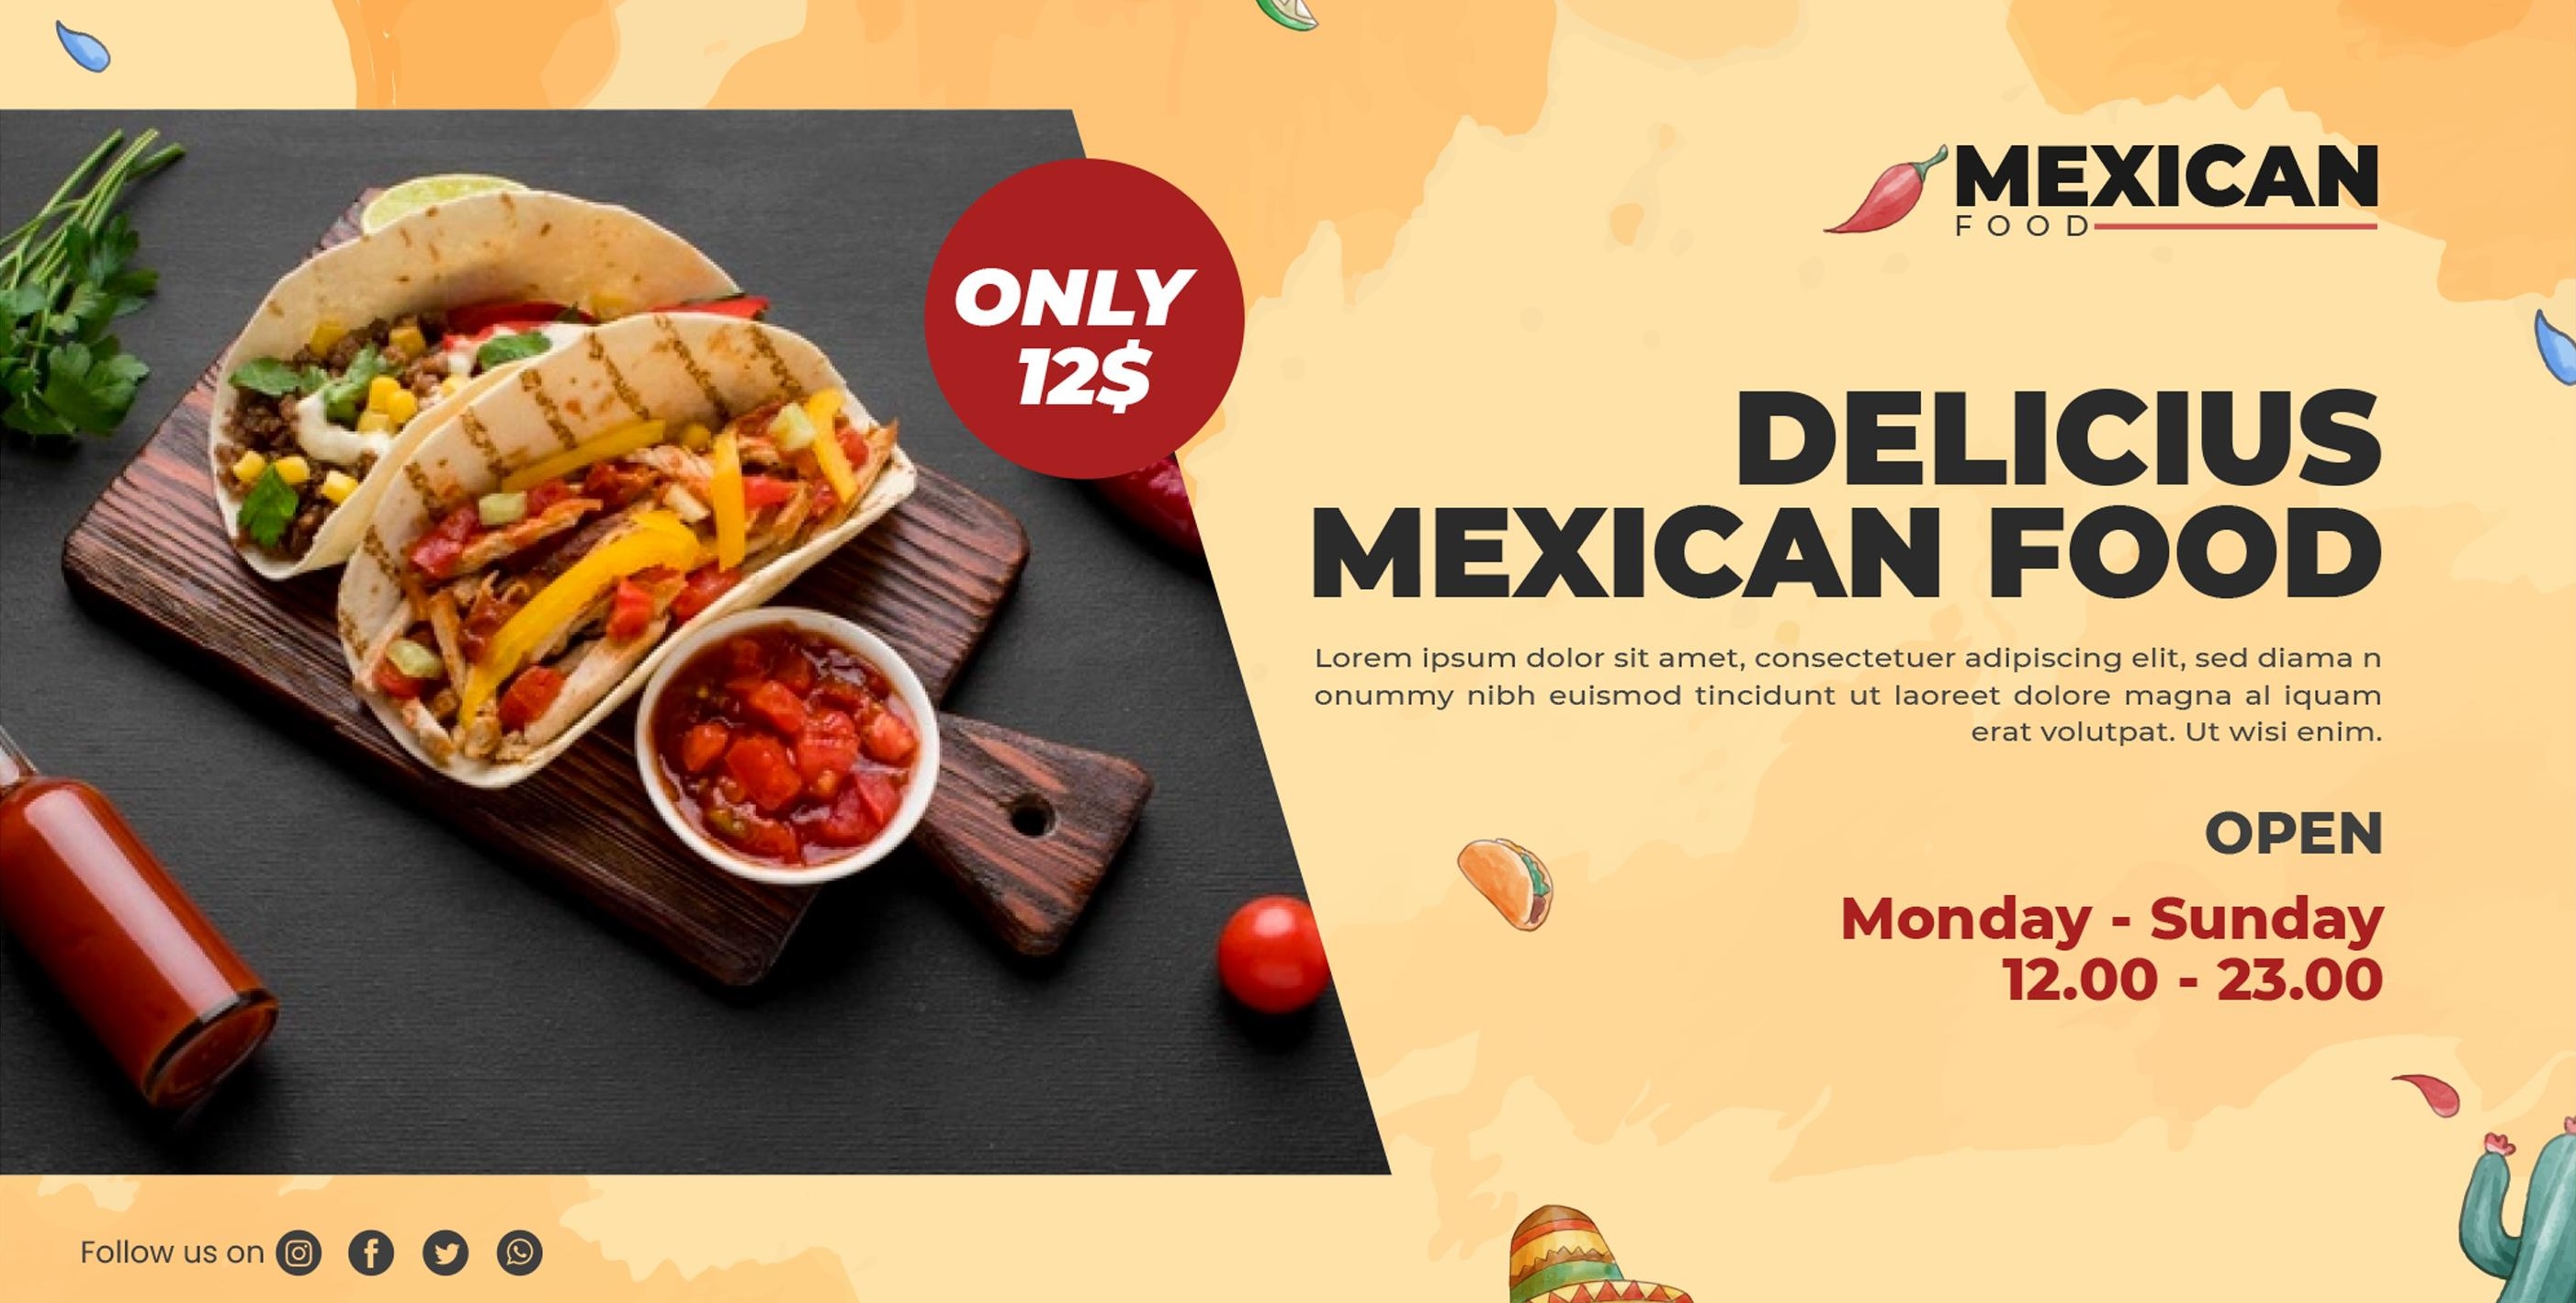 MEXICAN
FOOD
ONLY
12$
DELICIUS
MEXICAN FOOD
Lorem ipsum dolor sit amet, consectetuer adipiscing elit, sed diama n
onummy nibh euismod tincidunt ut laoreet dolore magna al iquam
erat volutpat. Ut wisi enim.
OPEN
Monday - Sunday
12.00 - 23.00
Follow us on